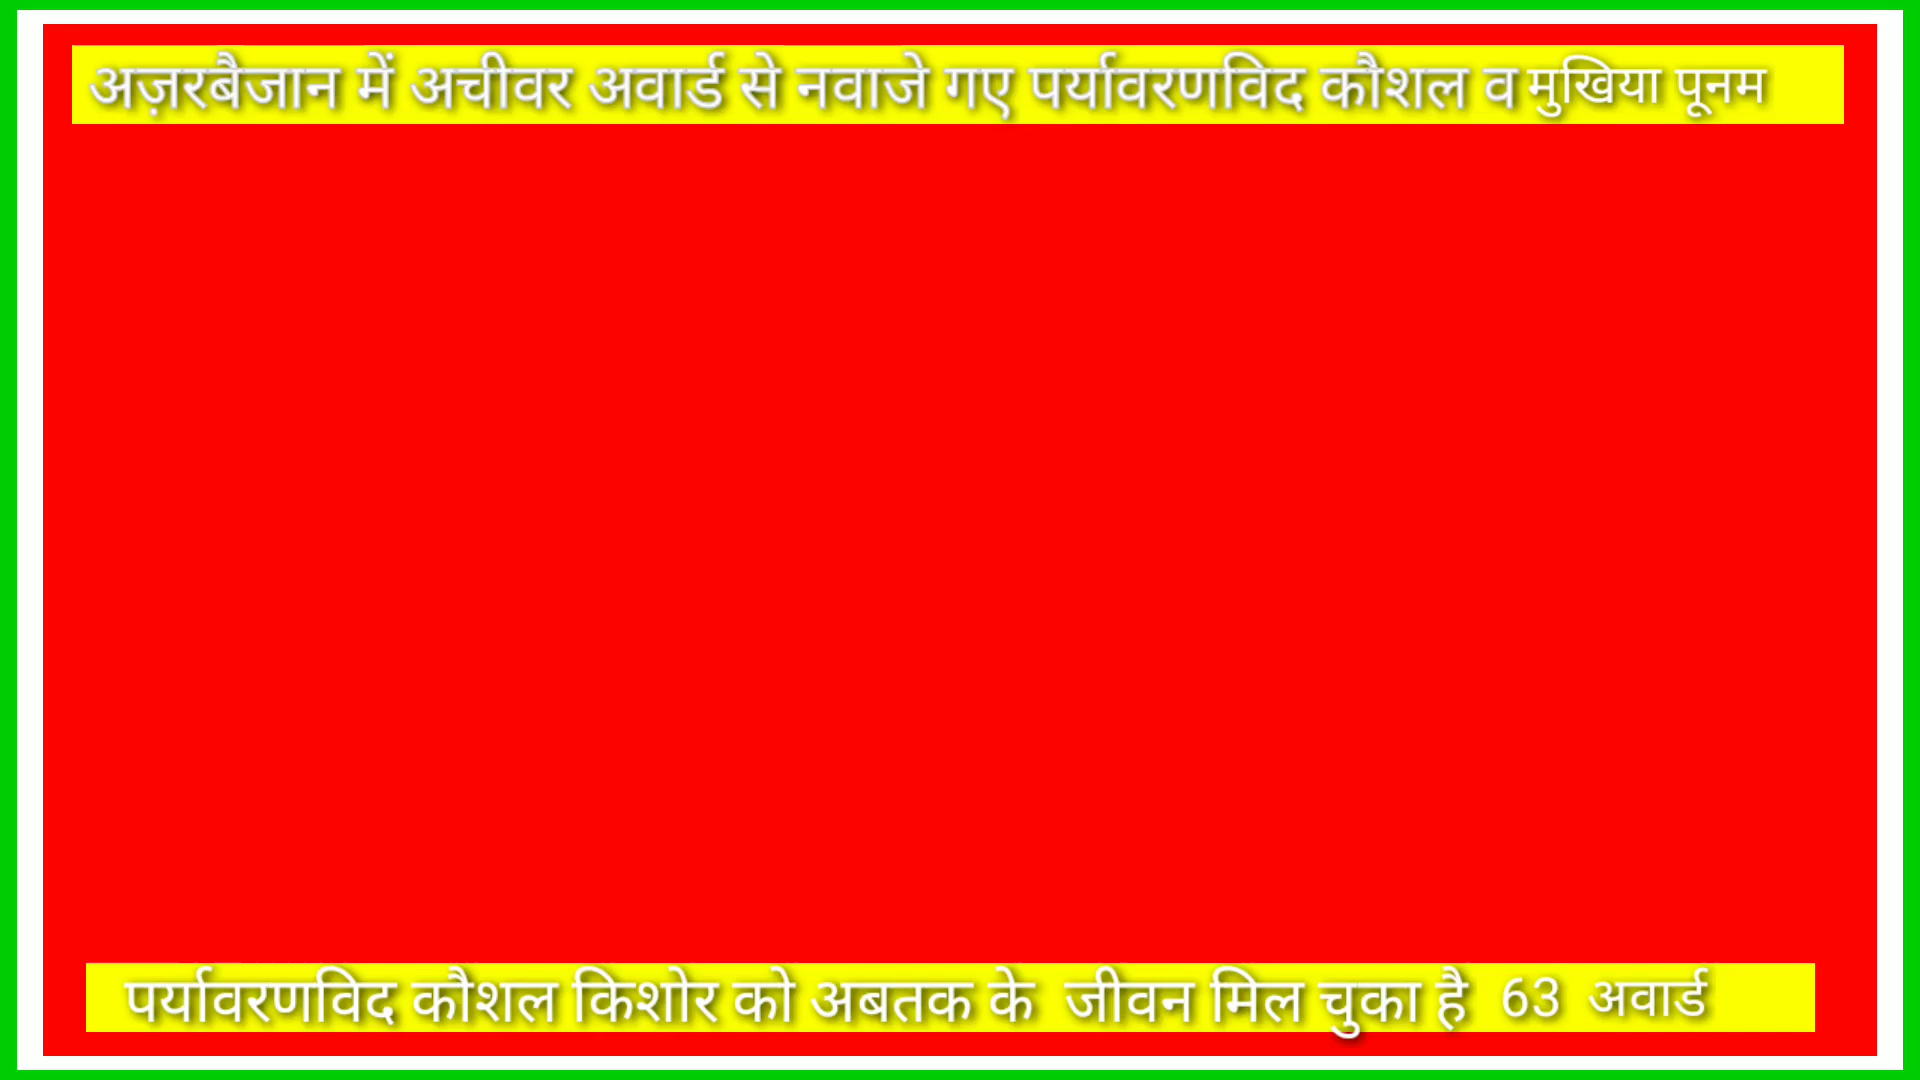 अज़रबैजान में अचीवर अवार्ड से नवाजे गए पर्यावरणविद कौशल व मुखिया पूनम
पर्यावरणविद कौशल किशोर को अबतक के जीवन मिल चुका है 63 अवार्ड